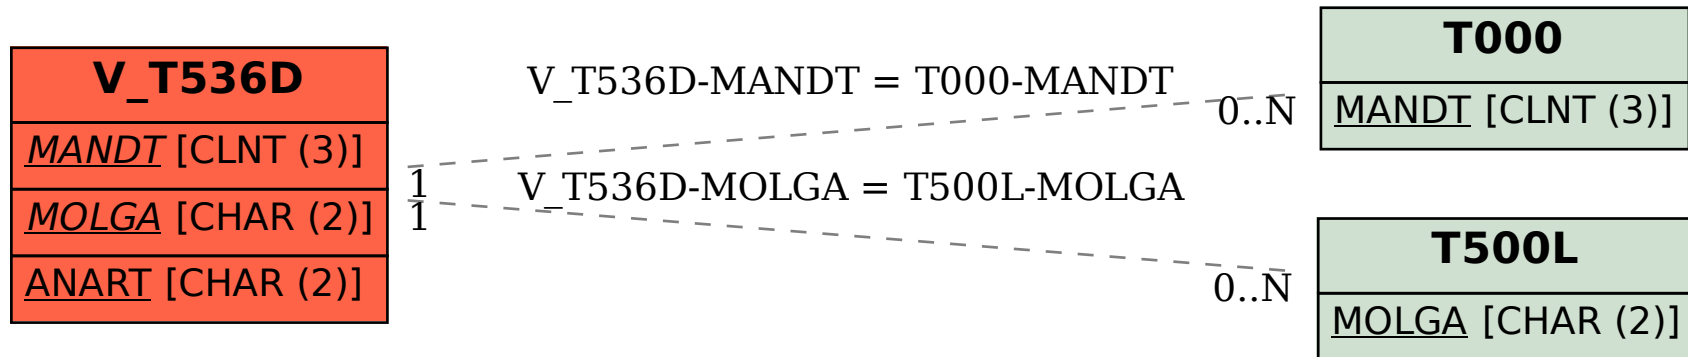 V_T536D
MANDT [CLNT (3)]
MOLGA [CHAR (2)]
ANART [CHAR (2)]
V_T536D-MANDT = T000-MANDT
0..N
1
V_T536D-MOLGA = T500L-MOLGA
1
0..N
T000
MANDT [CLNT (3)]
T500L
MOLGA [CHAR (2)]